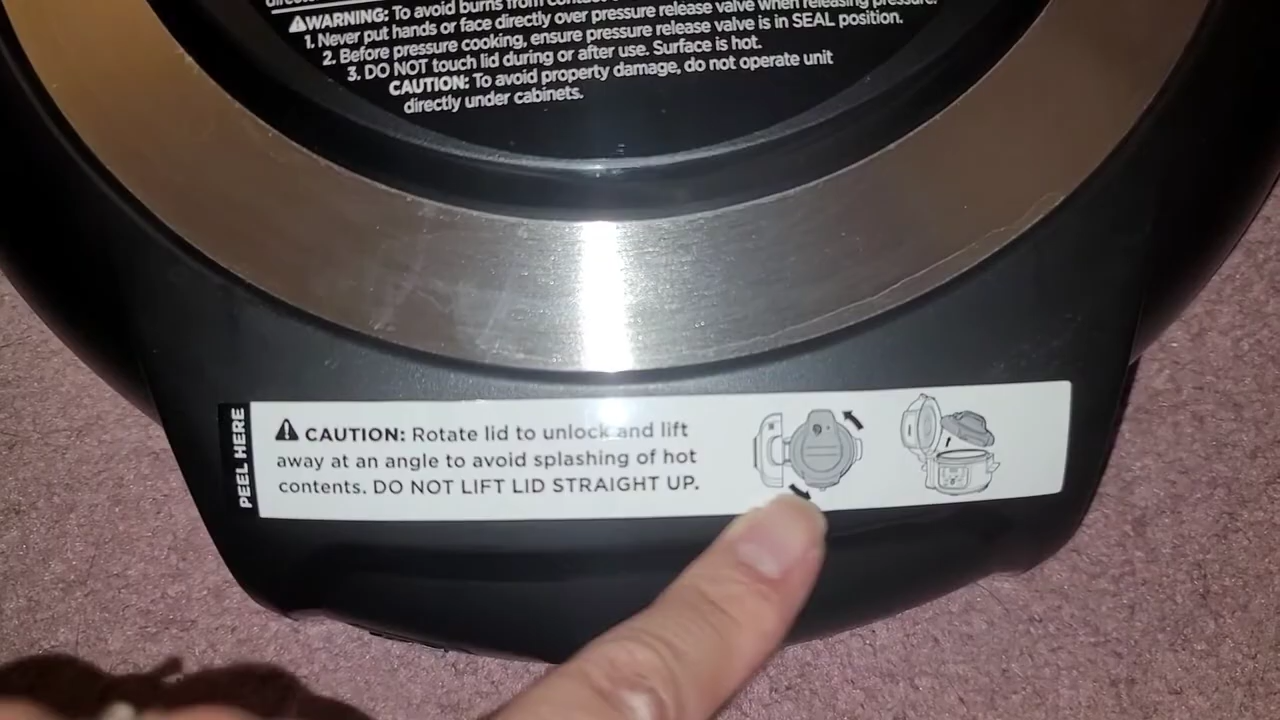 WARNING: To avoid burns from contact
1. Never put hands or face directly over pressure release valve when releasing pressure.
2. Before pressure cooking, ensure pressure release valve is in SEAL position.
3. DO NOT touch lid during or after use. Surface is hot.
CAUTION: To avoid property damage, do not operate unit
directly under cabinets.
PEEL HERE
CAUTION: Rotate lid to unlock and lift
away at an angle to avoid splashing of hot
contents. DO NOT LIFT LID STRAIGHT UP.